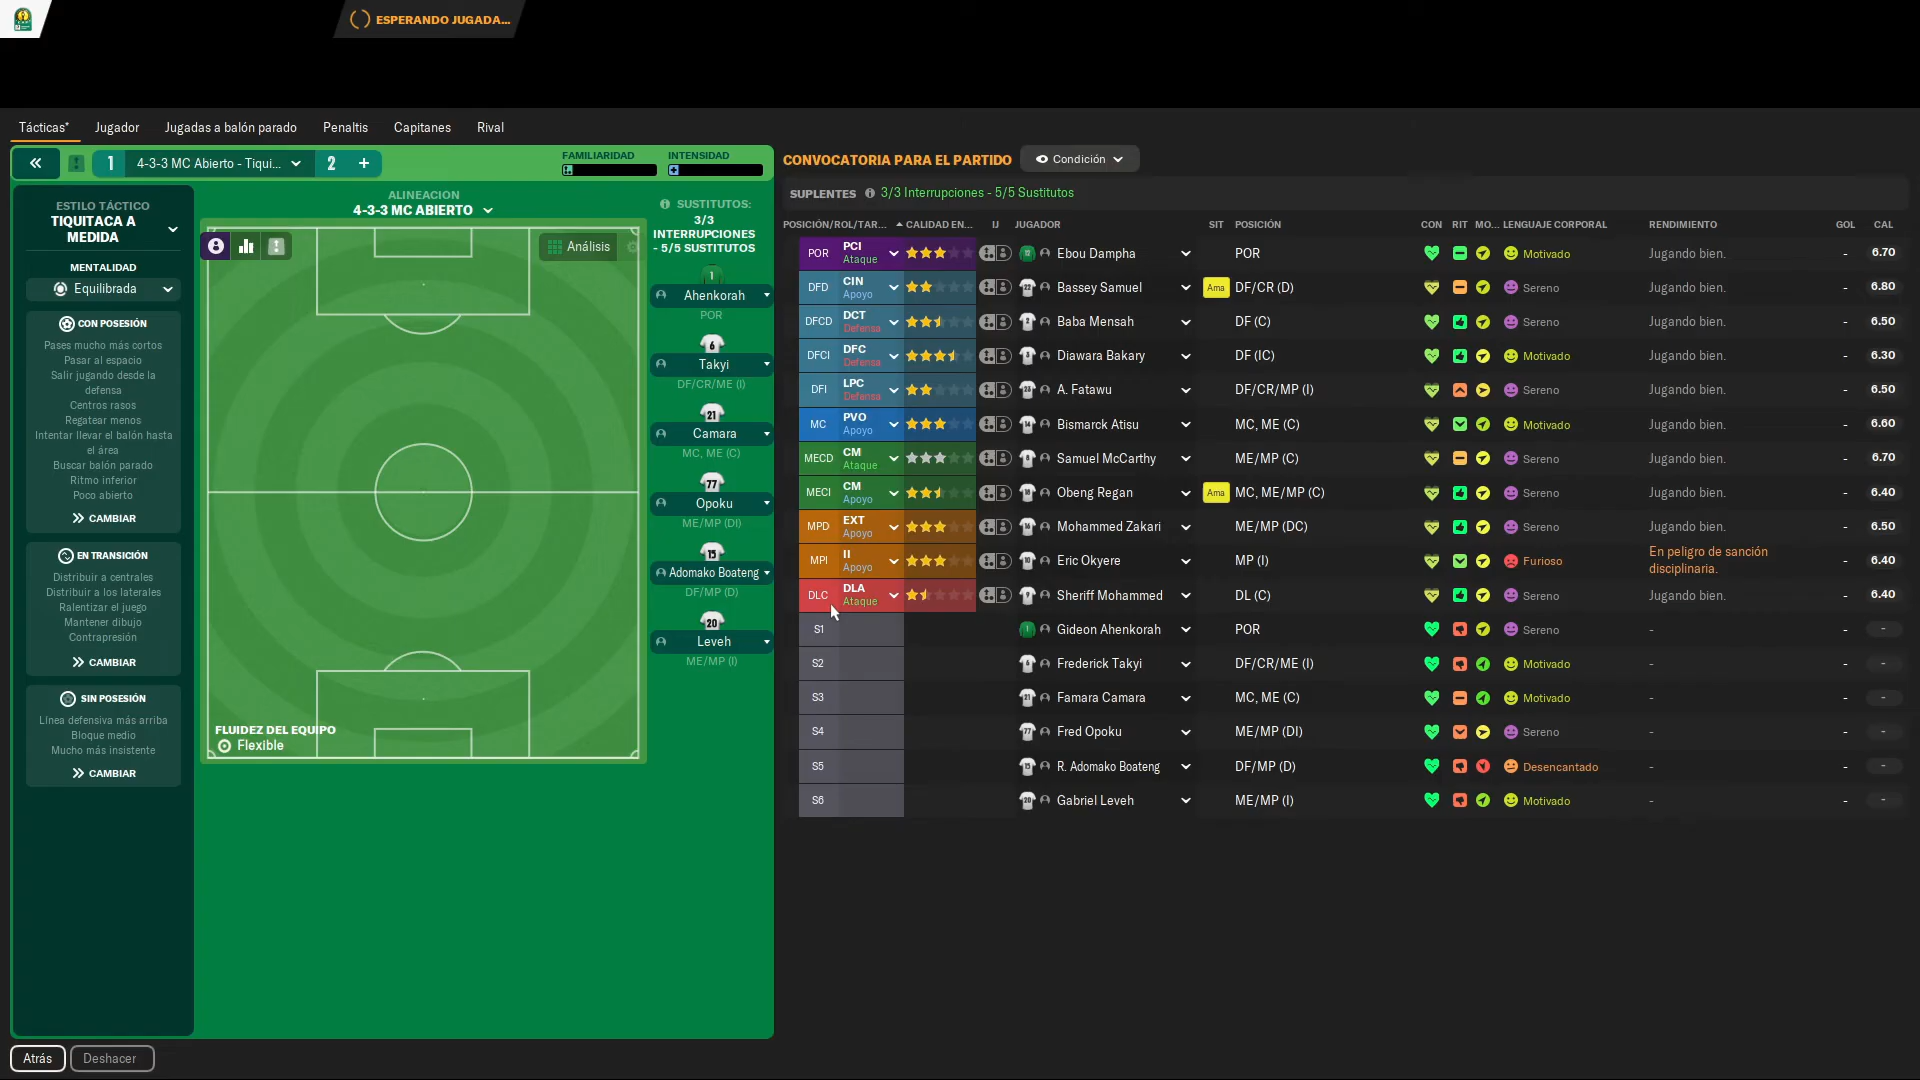 ESPERANDO JUGADA...
Tácticas* Jugador Jugadas a balón parado Penaltis Capitanes Rival
1 4-3-3 MC Abierto - Tiqui... 2 +
FAMILIARIDAD INTENSIDAD
ESTILO TÁCTICO
TIQUITACA A
MEDIDA
MENTALIDAD
Equilibrada
CON POSESIÓN
Pases mucho más cortos
Pasar al espacio
Salir jugando desde la
defensa
Centros rasos
Regatear menos
Intentar llevar el balón hasta
el área
Buscar balón parado
Ritmo inferior
Poco abierto
CAMBIAR
EN TRANSICIÓN
Distribuir a centrales
Distribuir a los laterales
Ralentizar el juego
Mantener dibujo
Contrapresión
CAMBIAR
SIN POSESIÓN
Línea defensiva más arriba
Bloque medio
Mucho más insistente
CAMBIAR
ALINEACION
4-3-3 MC ABIERTO
Análisis
FLUIDEZ DEL EQUIPO
Flexible
SUSTITUTOS:
3/3
INTERRUPCIONES
- 5/5 SUSTITUTOS
1
Ahenkorah
POR
6
Takyi
DF/CR/ME (I)
21
Camara
MC, ME (C)
77
Opoku
ME/MP (DI)
15
Adomako Boateng
DF/MP (D)
20
Leveh
ME/MP (I)
CONVOCATORIA PARA EL PARTIDO Condición
SUPLENTES 3/3 Interrupciones - 5/5 Sustitutos
POSICIÓN/ROL/TAR... CALIDAD EN... IJ JUGADOR SIT POSICIÓN CON RIT MO... LENGUAJE CORPORAL RENDIMIENTO GOL CAL
POR PCI Ataque Ebou Dampha POR Motivado Jugando bien. - 6.70
DFD CIN Apoyo 22 Bassey Samuel Ama DF/CR (D) Sereno Jugando bien. - 6.80
DFCD DCT Defensa Baba Mensah DF (C) Sereno Jugando bien. - 6.50
DFCI DFC Defensa Diawara Bakary DF (IC) Motivado Jugando bien. - 6.30
DFI LPC Defensa A. Fatawu DF/CR/MP (I) Sereno Jugando bien. - 6.50
MC PVO Apoyo Bismarck Atisu MC, ME (C) Motivado Jugando bien. - 6.60
MECD CM Ataque Samuel McCarthy ME/MP (C) Sereno Jugando bien. - 6.70
MECI CM Apoyo Obeng Regan Ama MC, ME/MP (C) Sereno Jugando bien. - 6.40
MPD EXT Apoyo Mohammed Zakari ME/MP (DC) Sereno Jugando bien. - 6.50
MPI II Apoyo 10 Eric Okyere MP (I) Furioso En peligro de sanción disciplinaria. - 6.40
DLC DLA Ataque 9 Sheriff Mohammed DL (C) Sereno Jugando bien. - 6.40
S1 1 Gideon Ahenkorah POR Sereno - - -
S2 6 Frederick Takyi DF/CR/ME (I) Motivado - - -
S3 21 Famara Camara MC, ME (C) Motivado - - -
S4 77 Fred Opoku ME/MP (DI) Sereno - - -
S5 15 R. Adomako Boateng DF/MP (D) Desencantado - - -
S6 20 Gabriel Leveh ME/MP (I) Motivado - - -
Atrás Deshacer